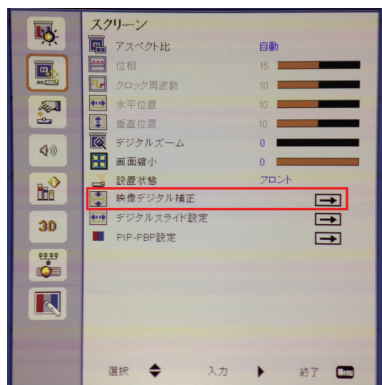 スクリーン
アスペクト比 自動
位相 15
クロック周波数 10
水平位置 10
垂直位置 10
デジタルズーム 0
画面縮小 0
設置状態 フロント
映像デジタル補正
デジタルスライド設定
3D
PIP-PBP設定
選択 入力 終了 Menu